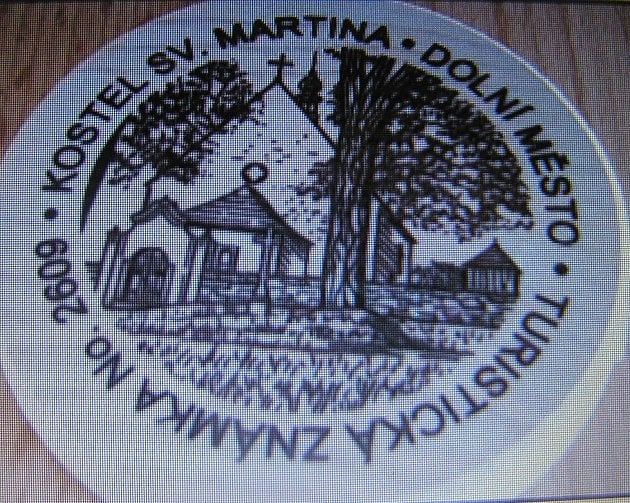 KOSTEL SV. MARTINA • DOLNÍ MĚSTO •
TURISTICKÁ ZNÁMKA No. 2609 •